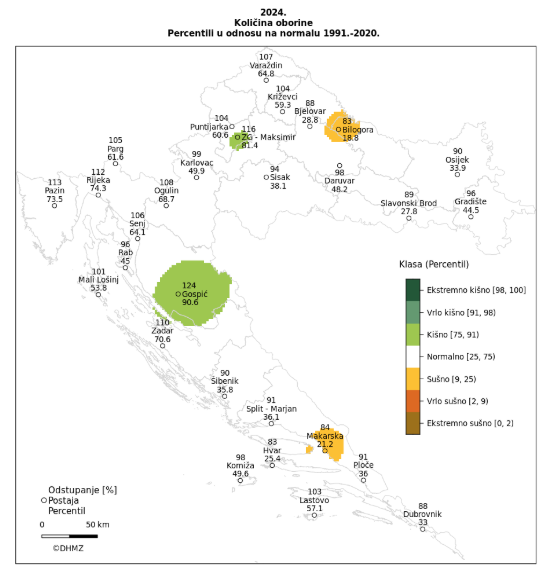 2024.
Količina oborine
Percentili u odnosu na normalu 1991.-2020.
107
Varaždin
64.8
104
Križevci
59.3
88
Bjelovar
28.8
83
Bilogora
18.8
104
Puntijarka
60.6
116
ZG - Maksimir
81.4
105
Parg
61.6
99
Karlovac
49.9
94
Sisak
38.1
98
Daruvar
48.2
90
Osijek
33.9
113
Pazin
73.5
112
Rijeka
74.3
108
Ogulin
68.7
89
Slavonski Brod
27.8
96
Gradište
44.5
106
Senj
64.1
96
Rab
45
101
Mali Lošinj
53.8
124
Gospić
90.6
110
Zadar
70.6
Klasa (Percentil)
Ekstremno kišno [98, 100]
Vrlo kišno [91, 98)
Kišno [75, 91)
Normalno [25, 75)
Sušno [9, 25)
Vrlo sušno [2, 9)
Ekstremno sušno [0, 2)
90
Šibenik
35.8
91
Split - Marjan
36.1
84
Makarska
21.2
83
Hvar
25.4
98
Komiža
49.6
91
Ploče
36
103
Lastovo
57.1
88
Dubrovnik
33
Odstupanje [%]
Postaja
Percentil
0
50 km
©DHMZ